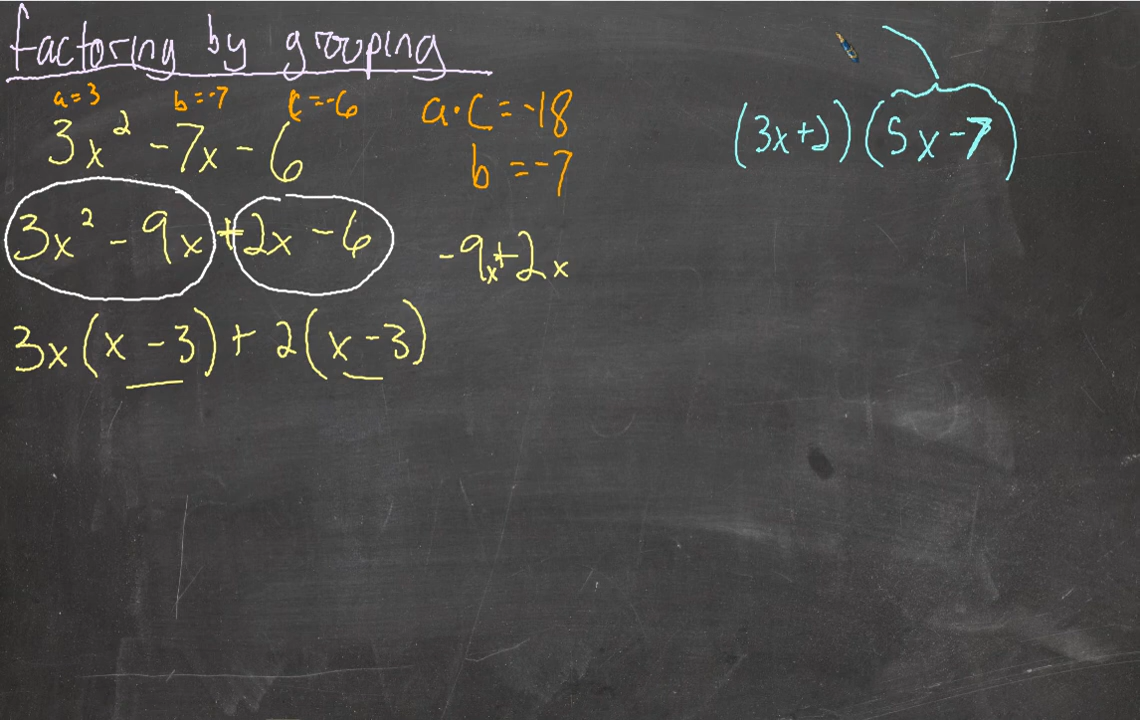 factoring by grouping
a=3 b=-7 c=-6
3x² -7x -6
a·c=-18
b=-7
3x² -9x +2x -6
-9x+2x
3x(x -3) + 2(x -3)
(3x+2)(5x-7)